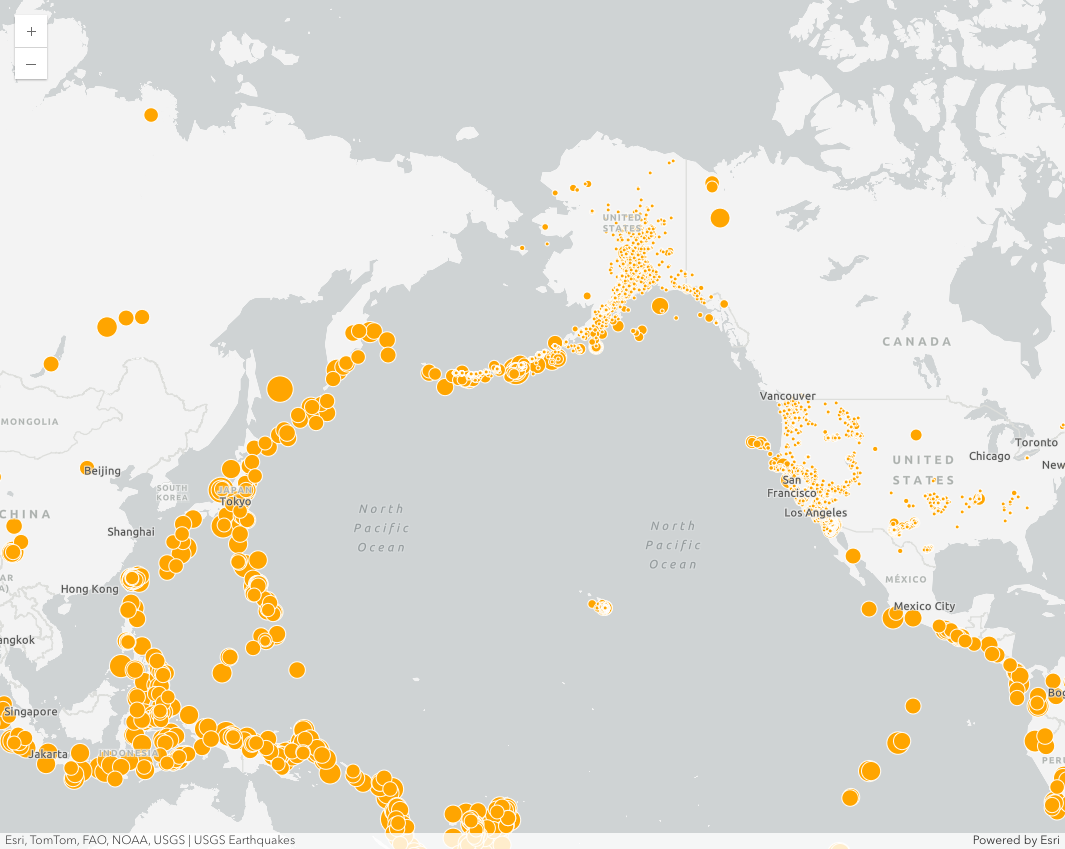 +
−
UNITED
STATES
CANADA
MONGOLIA
Vancouver
Toronto
Chicago
New
UNITED
STATES
Beijing
SOUTH
KOREA
JAPAN
Tokyo
San
Francisco
Los Angeles
CHINA
Shanghai
North
Pacific
Ocean
North
Pacific
Ocean
AR
A)
Hong Kong
MÉXICO
Mexico City
angkok
Bog
Singapore
Jakarta
INDONESIA
PERU
Esri, TomTom, FAO, NOAA, USGS | USGS Earthquakes
Powered by Esri